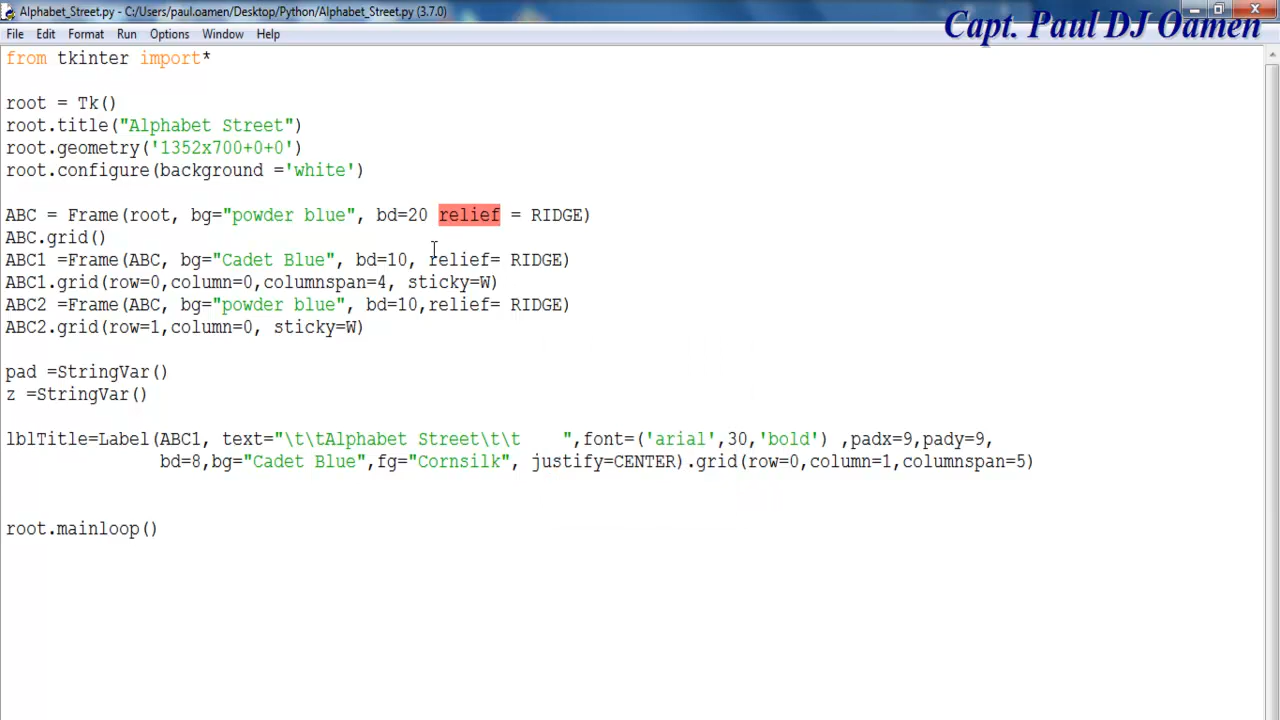 Alphabet_Street.py - C:/Users/paul.oamen/Desktop/Python/Alphabet_Street.py (3.7.0)
Capt. Paul DJ Oamen
File Edit Format Run Options Window Help
from tkinter import*
root = Tk()
root.title("Alphabet Street")
root.geometry('1352x700+0+0')
root.configure(background ='white')
ABC = Frame(root, bg="powder blue", bd=20 relief = RIDGE)
ABC.grid()
ABC1 =Frame(ABC, bg="Cadet Blue", bd=10, relief= RIDGE)
ABC1.grid(row=0,column=0,columnspan=4, sticky=W)
ABC2 =Frame(ABC, bg="powder blue", bd=10,relief= RIDGE)
ABC2.grid(row=1,column=0, sticky=W)
pad =StringVar()
z =StringVar()
lblTitle=Label(ABC1, text="\t\tAlphabet Street\t\t    ",font=('arial',30,'bold') ,padx=9,pady=9,
bd=8,bg="Cadet Blue",fg="Cornsilk", justify=CENTER).grid(row=0,column=1,columnspan=5)
root.mainloop()